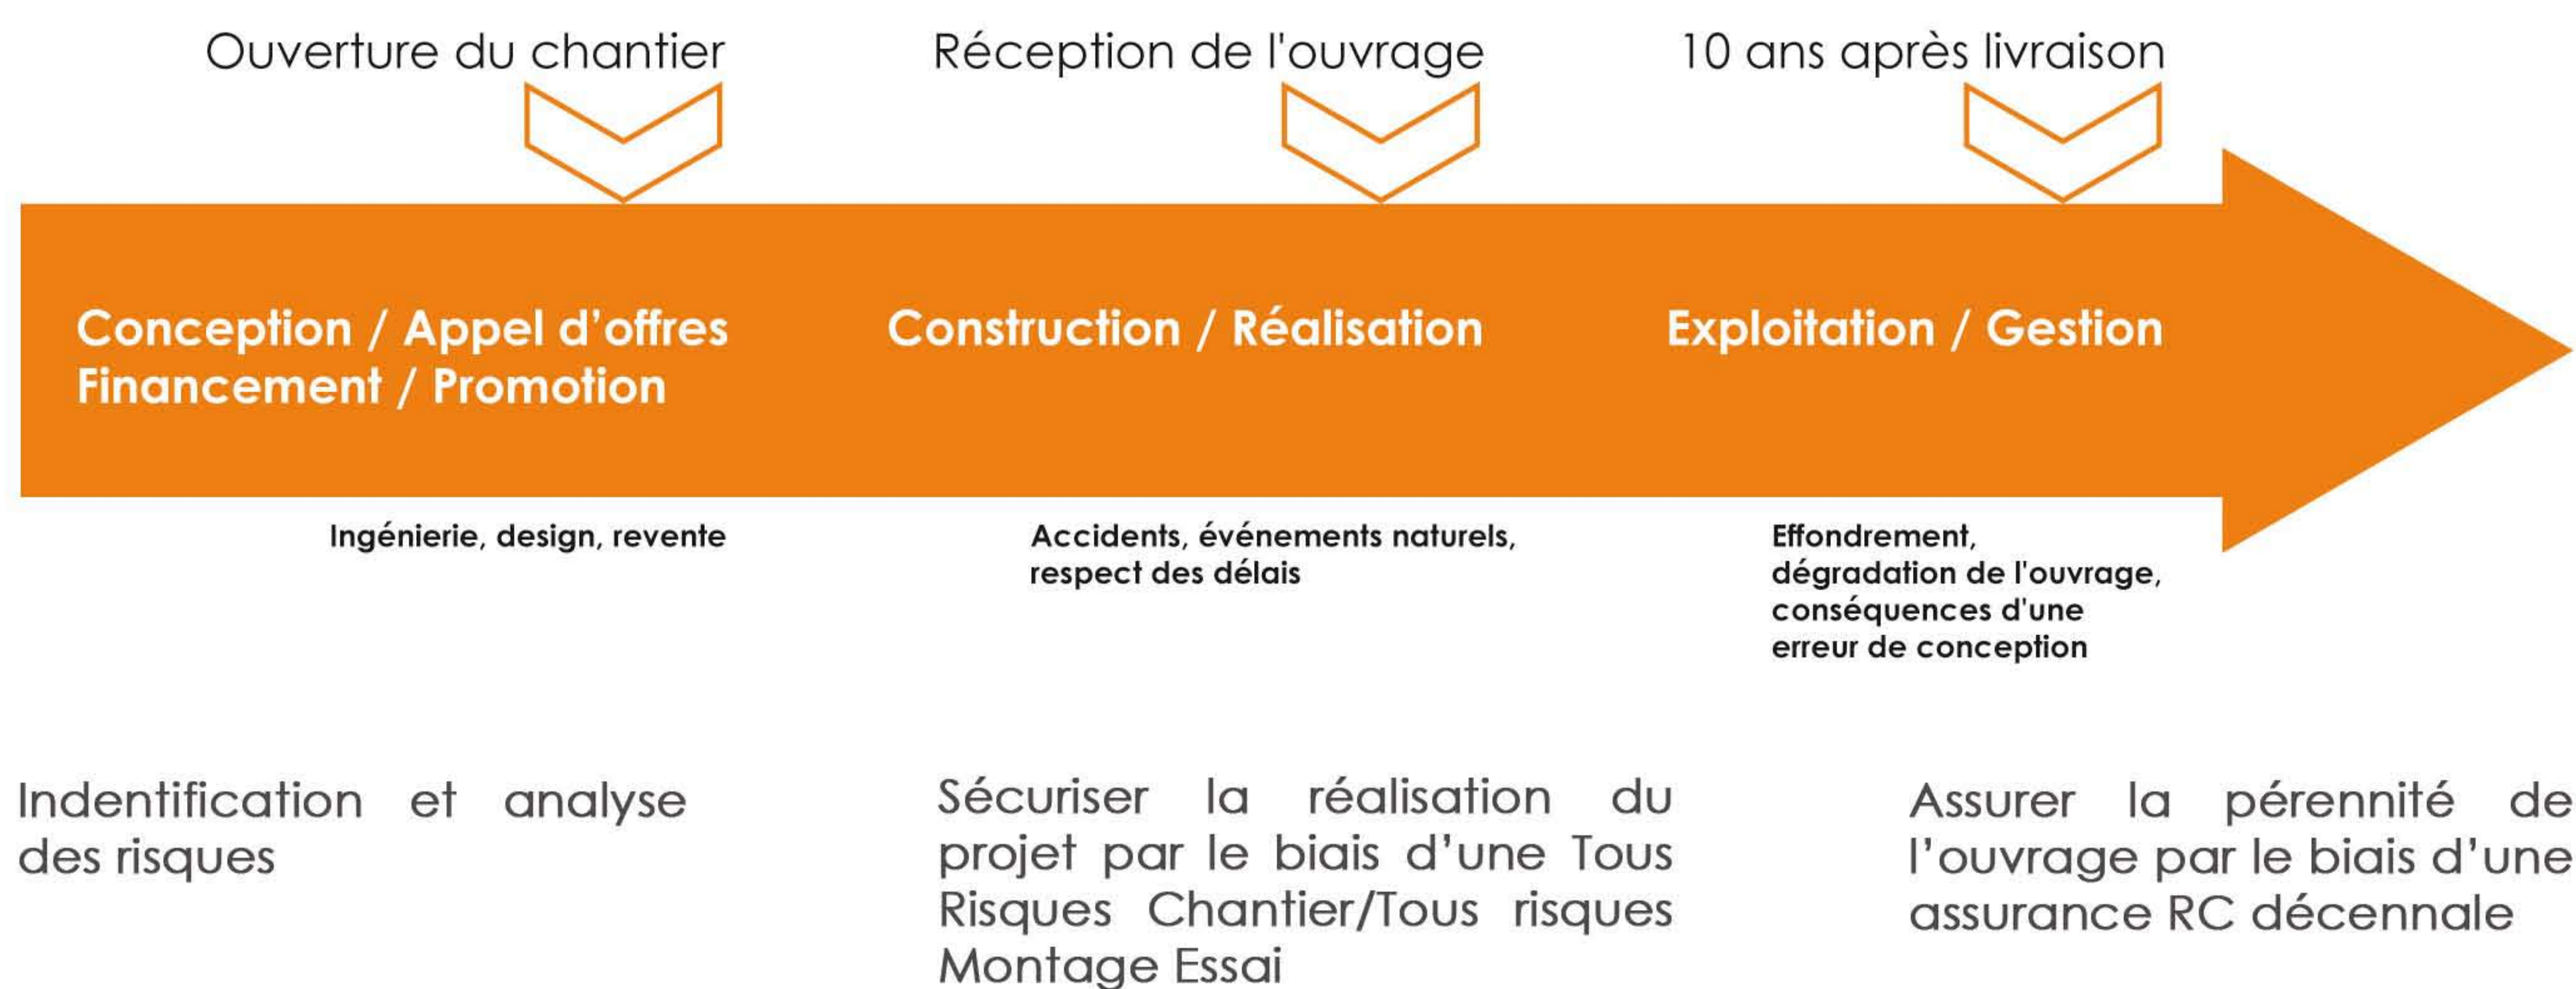 Ouverture du chantier
Réception de l'ouvrage
10 ans après livraison
Conception / Appel d’offres
Financement / Promotion
Construction / Réalisation
Exploitation / Gestion
Ingénierie, design, revente
Accidents, événements naturels,
respect des délais
Effondrement,
dégradation de l'ouvrage,
conséquences d'une
erreur de conception
Indentification et analyse
des risques
Sécuriser la réalisation du
projet par le biais d’une Tous
Risques Chantier/Tous risques
Montage Essai
Assurer la pérennité de
l’ouvrage par le biais d’une
assurance RC décennale